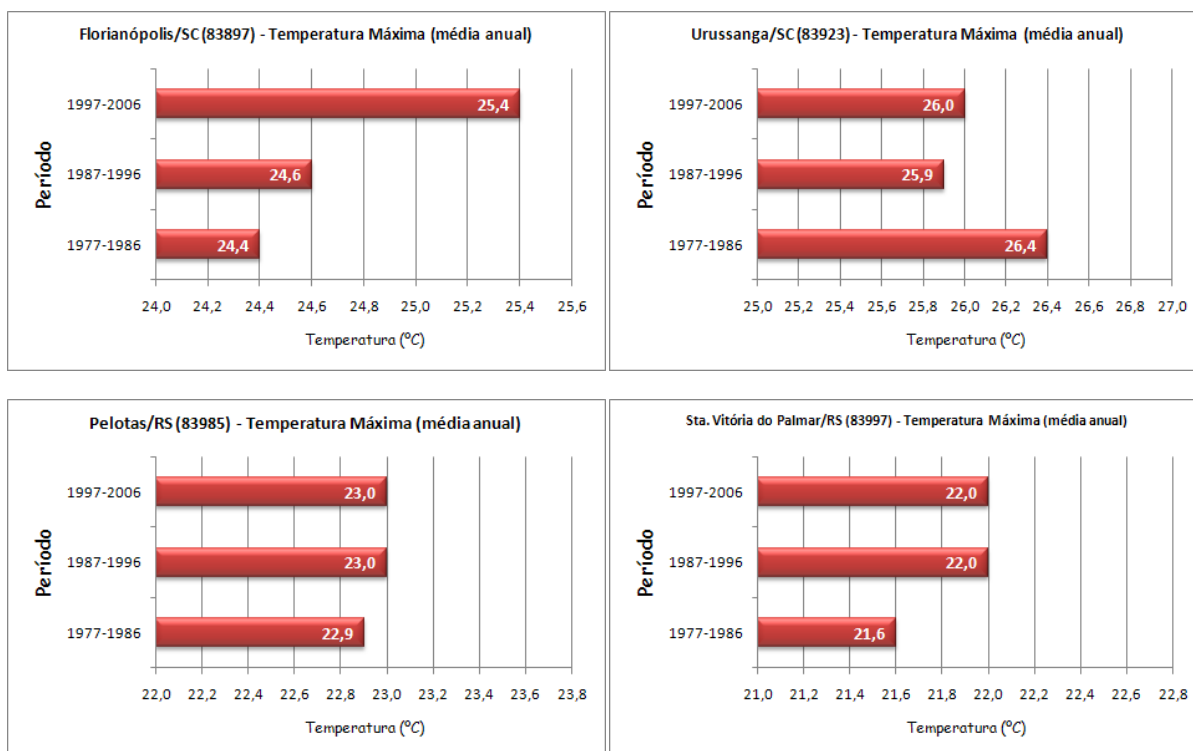 Florianópolis/SC (83897) - Temperatura Máxima (média anual)
Período
1997-2006
25,4
1987-1996
24,6
1977-1986
24,4
24,0 24,2 24,4 24,6 24,8 25,0 25,2 25,4 25,6
Temperatura (ºC)
Urussanga/SC (83923) - Temperatura Máxima (média anual)
Período
1997-2006
26,0
1987-1996
25,9
1977-1986
26,4
25,0 25,2 25,4 25,6 25,8 26,0 26,2 26,4 26,6 26,8 27,0
Temperatura (ºC)
Pelotas/RS (83985) - Temperatura Máxima (média anual)
Período
1997-2006
23,0
1987-1996
23,0
1977-1986
22,9
22,0 22,2 22,4 22,6 22,8 23,0 23,2 23,4 23,6 23,8
Temperatura (ºC)
Sta. Vitória do Palmar/RS (83997) - Temperatura Máxima (média anual)
Período
1997-2006
22,0
1987-1996
22,0
1977-1986
21,6
21,0 21,2 21,4 21,6 21,8 22,0 22,2 22,4 22,6 22,8
Temperatura (ºC)